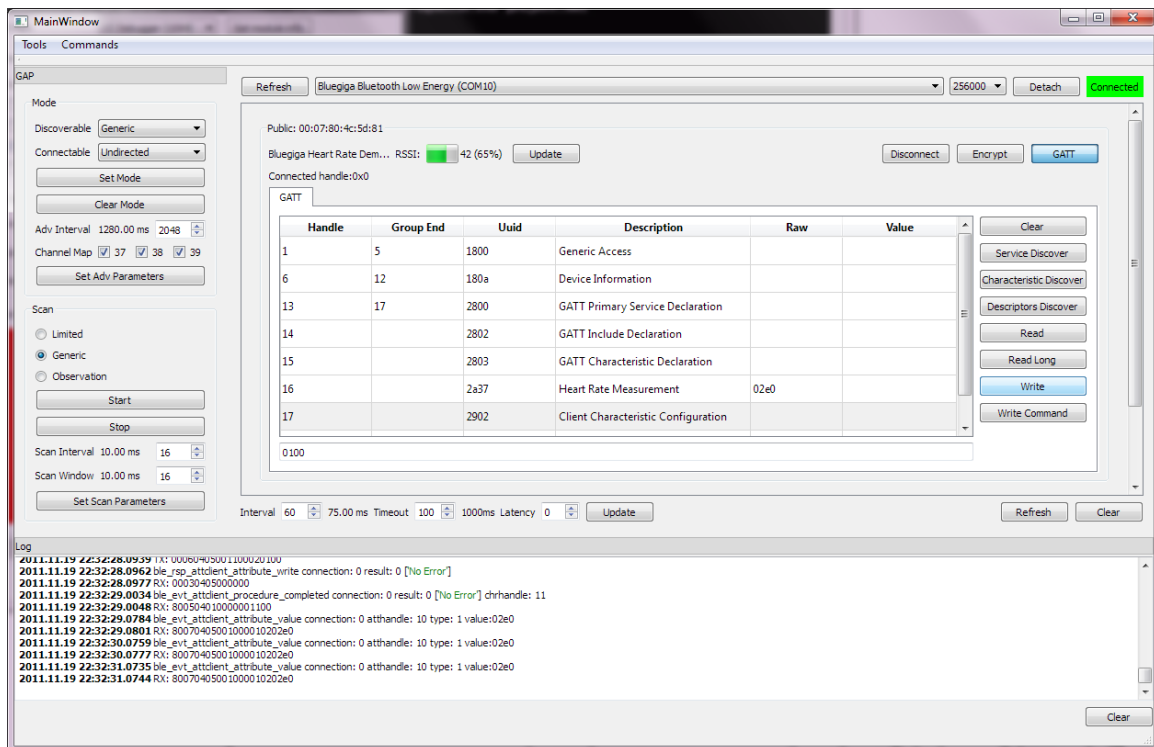 MainWindow
Tools Commands
GAP
Mode
Discoverable Generic
Connectable Undirected
Set Mode
Clear Mode
Adv Interval 1280.00 ms 2048
Channel Map 37 38 39
Set Adv Parameters
Scan
Limited
Generic
Observation
Start
Stop
Scan Interval 10.00 ms 16
Scan Window 10.00 ms 16
Set Scan Parameters
Refresh Bluegiga Bluetooth Low Energy (COM10) 256000 Detach Connected
Public: 00:07:80:4c:5d:81
Bluegiga Heart Rate Dem... RSSI: 42 (65%) Update Disconnect Encrypt GATT
Connected handle:0x0
GATT
Handle Group End Uuid Description Raw Value
1 5 1800 Generic Access
6 12 180a Device Information
13 17 2800 GATT Primary Service Declaration
14 2802 GATT Include Declaration
15 2803 GATT Characteristic Declaration
16 2a37 Heart Rate Measurement 02e0
17 2902 Client Characteristic Configuration
0100
Clear
Service Discover
Characteristic Discover
Descriptors Discover
Read
Read Long
Write
Write Command
Interval 60 75.00 ms Timeout 100 1000ms Latency 0 Update Refresh Clear
Log
2011.11.19 22:32:28.0939 TX: 00060405001100020100
2011.11.19 22:32:28.0962 ble_rsp_attclient_attribute_write connection: 0 result: 0 ['No Error']
2011.11.19 22:32:28.0977 RX: 00030405000000
2011.11.19 22:32:29.0034 ble_evt_attclient_procedure_completed connection: 0 result: 0 ['No Error'] chrhandle: 11
2011.11.19 22:32:29.0048 RX: 800504010000001100
2011.11.19 22:32:29.0784 ble_evt_attclient_attribute_value connection: 0 atthandle: 10 type: 1 value:02e0
2011.11.19 22:32:29.0801 RX: 80070405001000010202e0
2011.11.19 22:32:30.0759 ble_evt_attclient_attribute_value connection: 0 atthandle: 10 type: 1 value:02e0
2011.11.19 22:32:30.0777 RX: 80070405001000010202e0
2011.11.19 22:32:31.0735 ble_evt_attclient_attribute_value connection: 0 atthandle: 10 type: 1 value:02e0
2011.11.19 22:32:31.0744 RX: 80070405001000010202e0
Clear